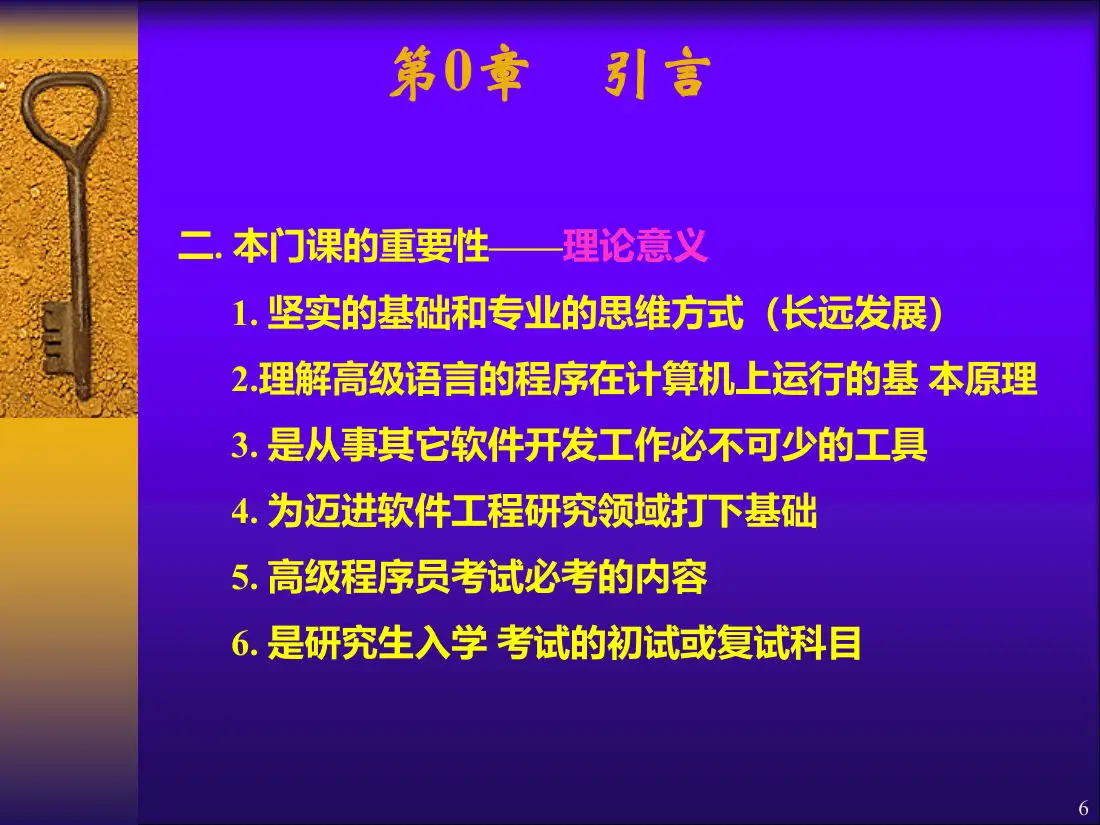 第0章 引言
二. 本门课的重要性——理论意义
1. 坚实的基础和专业的思维方式（长远发展）
2.理解高级语言的程序在计算机上运行的基 本原理
3. 是从事其它软件开发工作必不可少的工具
4. 为迈进软件工程研究领域打下基础
5. 高级程序员考试必考的内容
6. 是研究生入学 考试的初试或复试科目
6